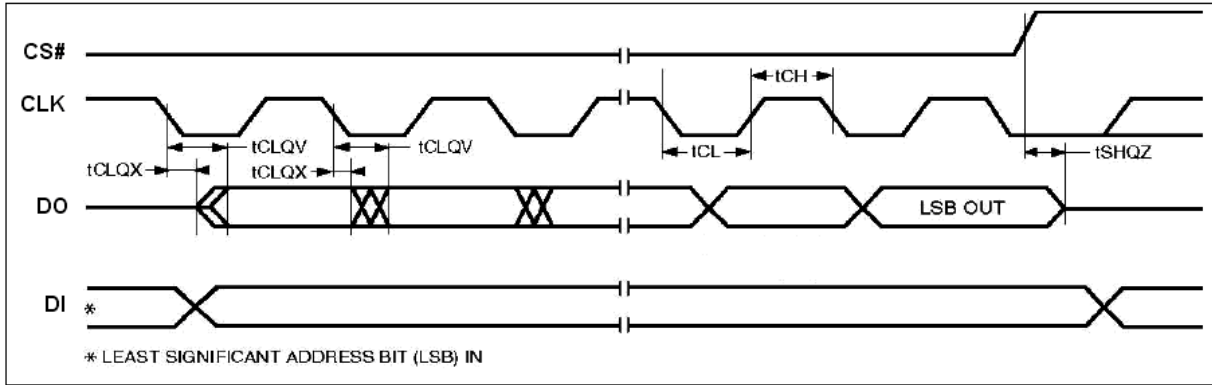 CS#
CLK
tCH
tCLQV
tCLQV
tCL
tCLQX
tCLQX
tSHQZ
DO
LSB OUT
DI
*
* LEAST SIGNIFICANT ADDRESS BIT (LSB) IN